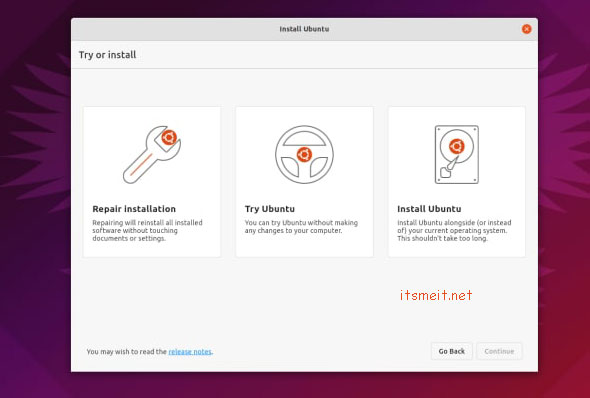 Install Ubuntu
Try or install
Repair installation
Repairing will reinstall all installed
software without touching
documents or settings.
Try Ubuntu
You can try Ubuntu without making
any changes to your computer.
Install Ubuntu
Install Ubuntu alongside (or instead
of) your current operating system.
This shouldn't take too long.
itsmeit.net
You may wish to read the release notes.
Go Back
Continue